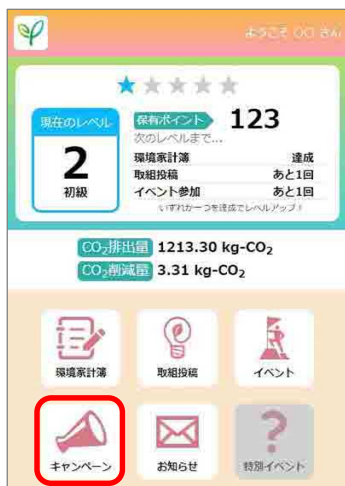 ようこそ 〇〇 さん
現在のレベル
2
初級
保有ポイント 123
次のレベルまで...
環境家計簿 達成
取組投稿 あと1回
イベント参加 あと1回
いずれか一つを達成でレベルアップ!
CO₂排出量 1213.30 kg-CO₂
CO₂削減量 3.31 kg-CO₂
環境家計簿 取組投稿 イベント
キャンペーン お知らせ 特別イベント